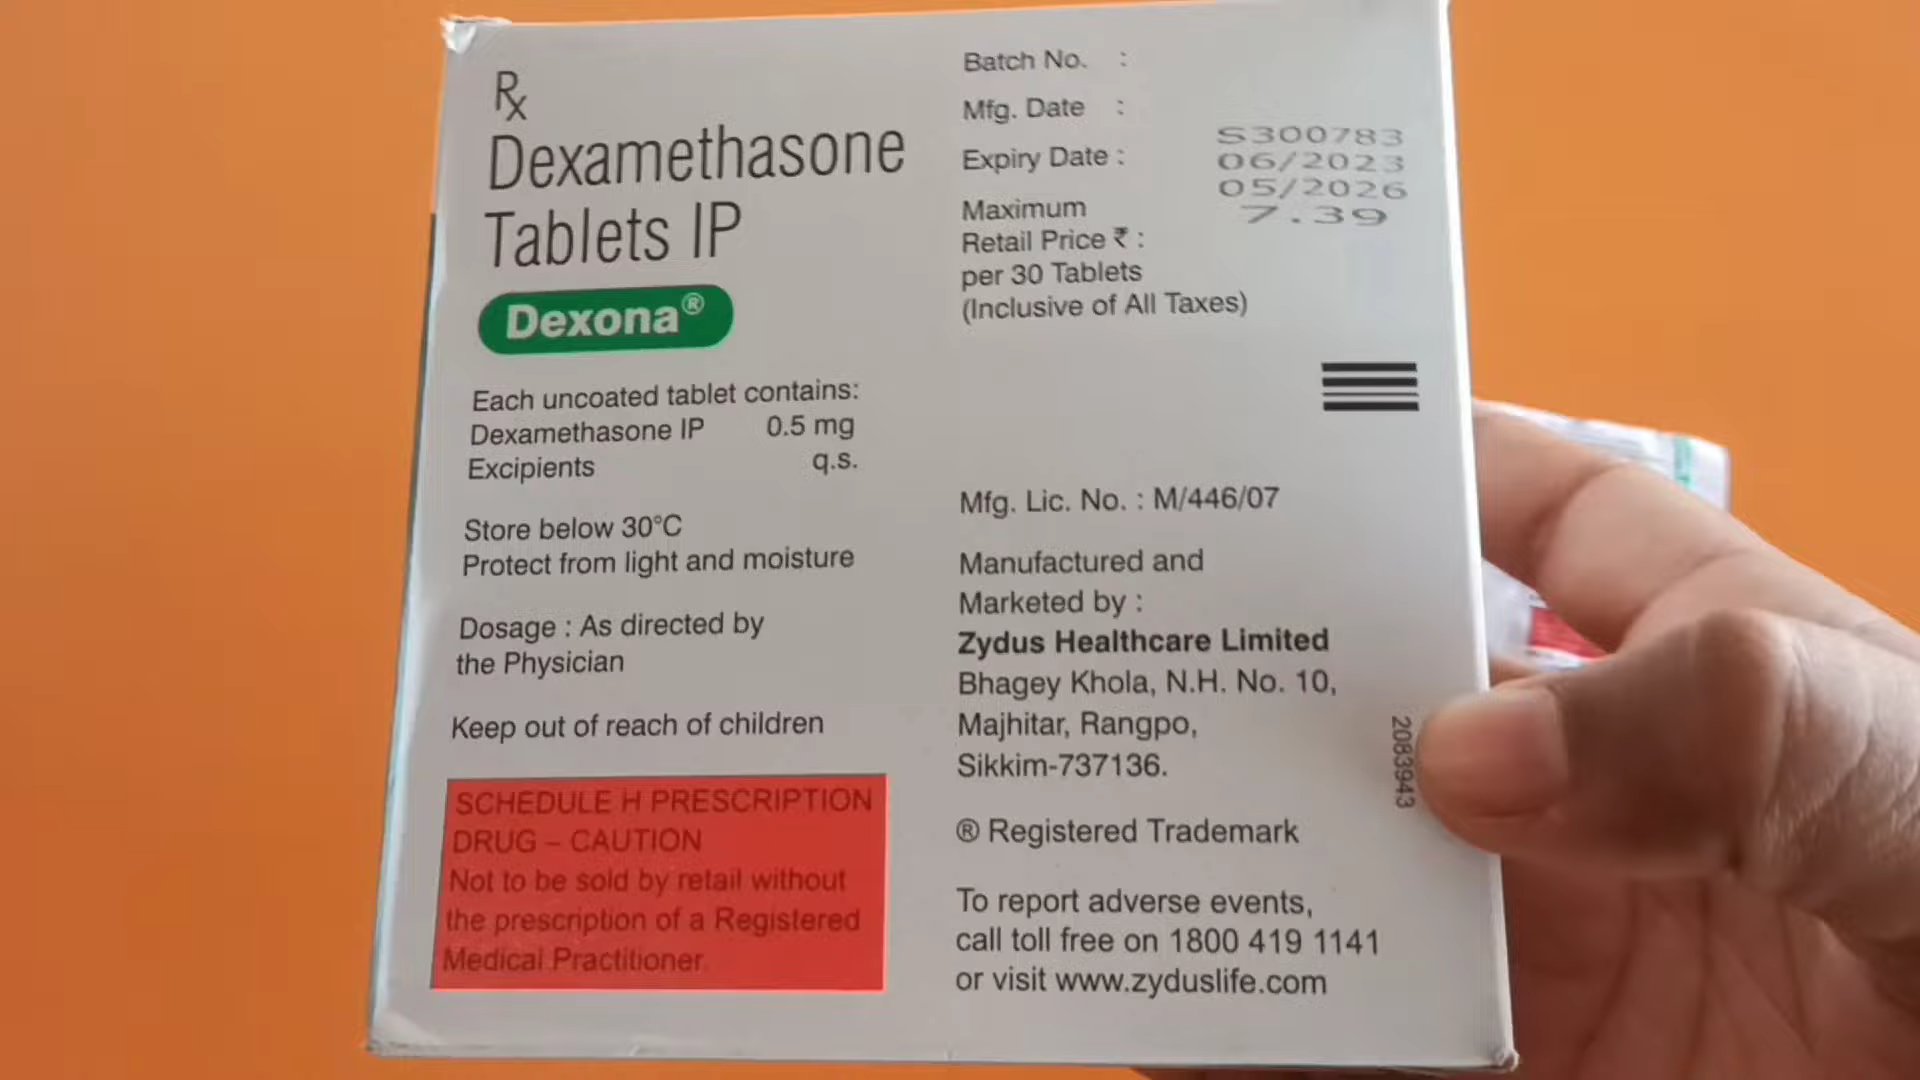 Rx
Dexamethasone
Tablets IP
Dexona®
Each uncoated tablet contains:
Dexamethasone IP 0.5 mg
Excipients q.s.
Store below 30°C
Protect from light and moisture
Dosage : As directed by
the Physician
Keep out of reach of children
SCHEDULE H PRESCRIPTION
DRUG – CAUTION
Not to be sold by retail without
the prescription of a Registered
Medical Practitioner.
Batch No. :
Mfg. Date :
Expiry Date :
Maximum
Retail Price ₹ :
per 30 Tablets
(Inclusive of All Taxes)
S300783
06/2023
05/2026
7.39
Mfg. Lic. No. : M/446/07
Manufactured and
Marketed by :
Zydus Healthcare Limited
Bhagey Khola, N.H. No. 10,
Majhitar, Rangpo,
Sikkim-737136.
® Registered Trademark
To report adverse events,
call toll free on 1800 419 1141
or visit www.zyduslife.com
2083943